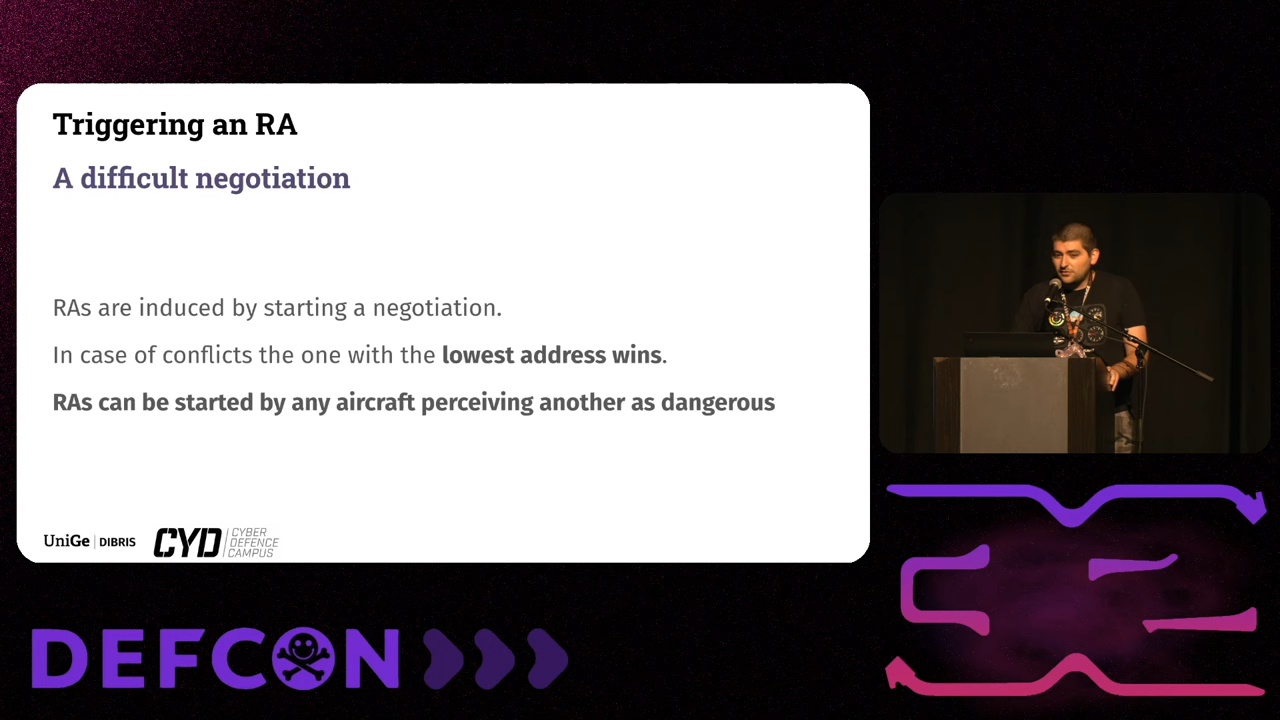 Triggering an RA
A difficult negotiation
RAs are induced by starting a negotiation.
In case of conflicts the one with the lowest address wins.
RAs can be started by any aircraft perceiving another as dangerous
UniGe | DIBRIS
CYD CYBER
DEFENCE
CAMPUS
DEFCON